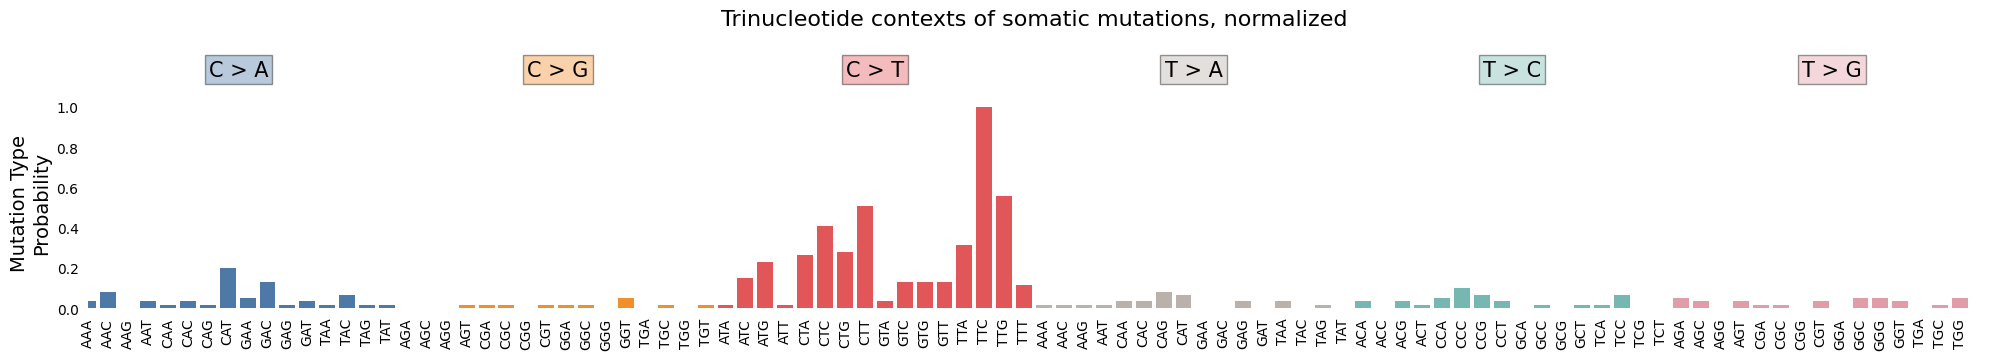 Trinucleotide contexts of somatic mutations, normalized
C > A
C > G
C > T
T > A
T > C
T > G
Mutation Type
Probability
1.0
0.8
0.6
0.4
0.2
0.0
AAA AAC AAG AAT CAA CAC CAG CAT GAA GAC GAG GAT TAA TAC TAG TAT AGA AGC AGG AGT CGA CGC CGG CGT GGA GGC GGG GGT TGA TGC TGG TGT ATA ATC ATG ATT CTA CTC CTG CTT GTA GTC GTG GTT TTA TTC TTG TTT AAA AAC AAG AAT CAA CAC CAG CAT GAA GAC GAG GAT TAA TAC TAG TAT ACA ACC ACG ACT CCA CCC CCG CCT GCA GCC GCG GCT TCA TCC TCG TCT AGA AGC AGG AGT CGA CGC CGG CGT GGA GGC GGG GGT TGA TGC TGG